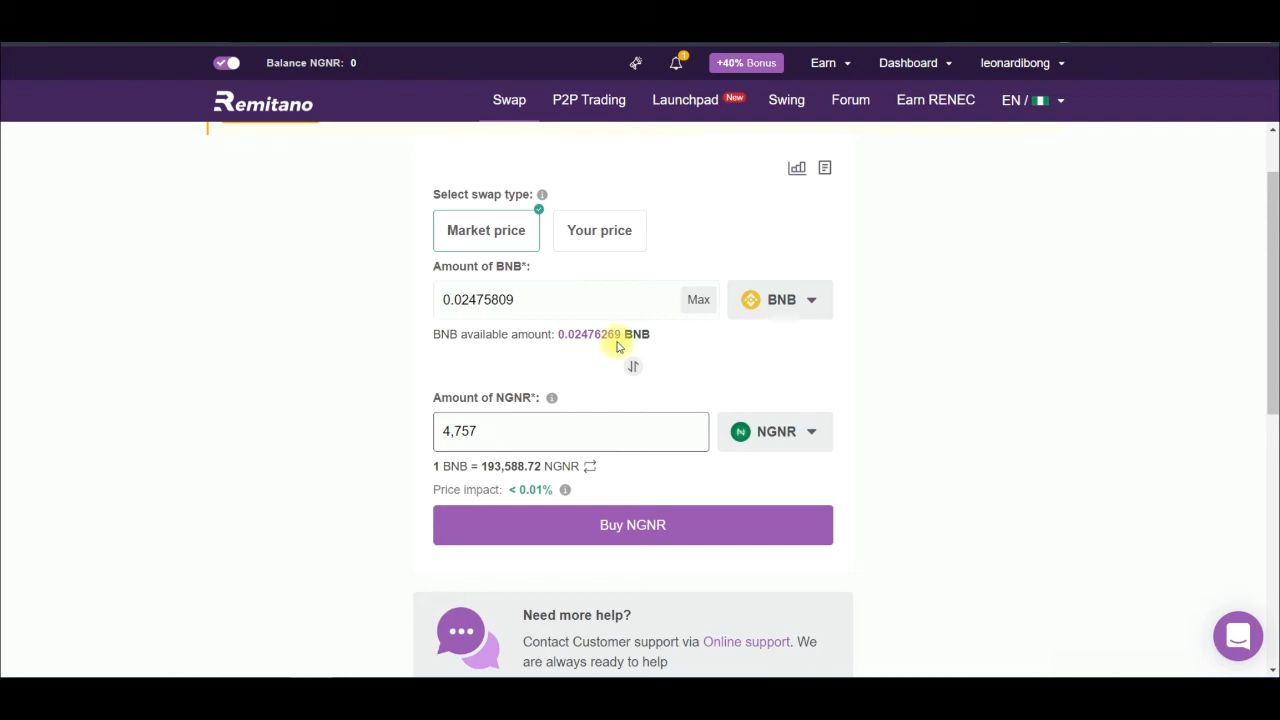 Balance NGNR: 0
1
+40% Bonus
Earn
Dashboard
leonardibong
Remitano
Swap
P2P Trading
Launchpad New
Swing
Forum
Earn RENEC
EN /
Select swap type:
Market price
Your price
Amount of BNB*:
0.02475809
Max
BNB
BNB available amount: 0.02476269 BNB
Amount of NGNR*:
4,757
NGNR
1 BNB = 193,588.72 NGNR
Price impact: < 0.01%
Buy NGNR
Need more help?
Contact Customer support via Online support. We
are always ready to help